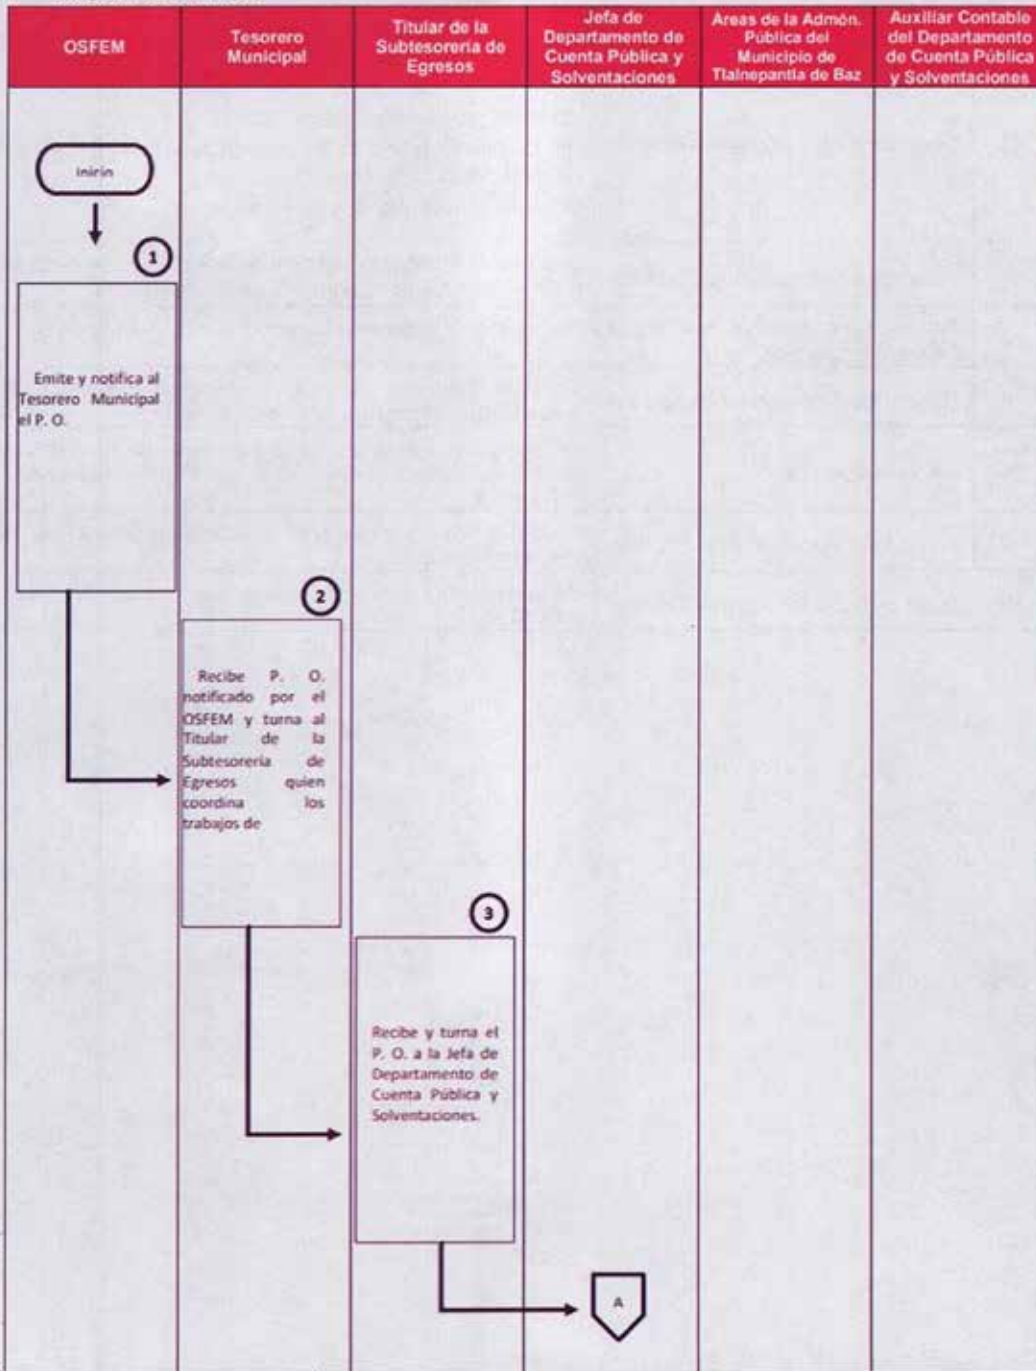 OSFEM
Tesorero
Municipal
Titular de la
Subtesorería de
Egresos
Jefa de
Departamento de
Cuenta Pública y
Solventaciones
Areas de la Admón.
Pública del
Municipio de
Tlalnepantla de Baz
Auxiliar Contable
del Departamento
de Cuenta Pública
y Solventaciones
Inicio
1
Emite y notifica al
Tesorero Municipal
el P. O.
2
Recibe P. O.
notificado por el
OSFEM y turna al
Titular de la
Subtesorería de
Egresos quien
coordina los
trabajos de
3
Recibe y turna el
P. O. a la Jefa de
Departamento de
Cuenta Pública y
Solventaciones.
A